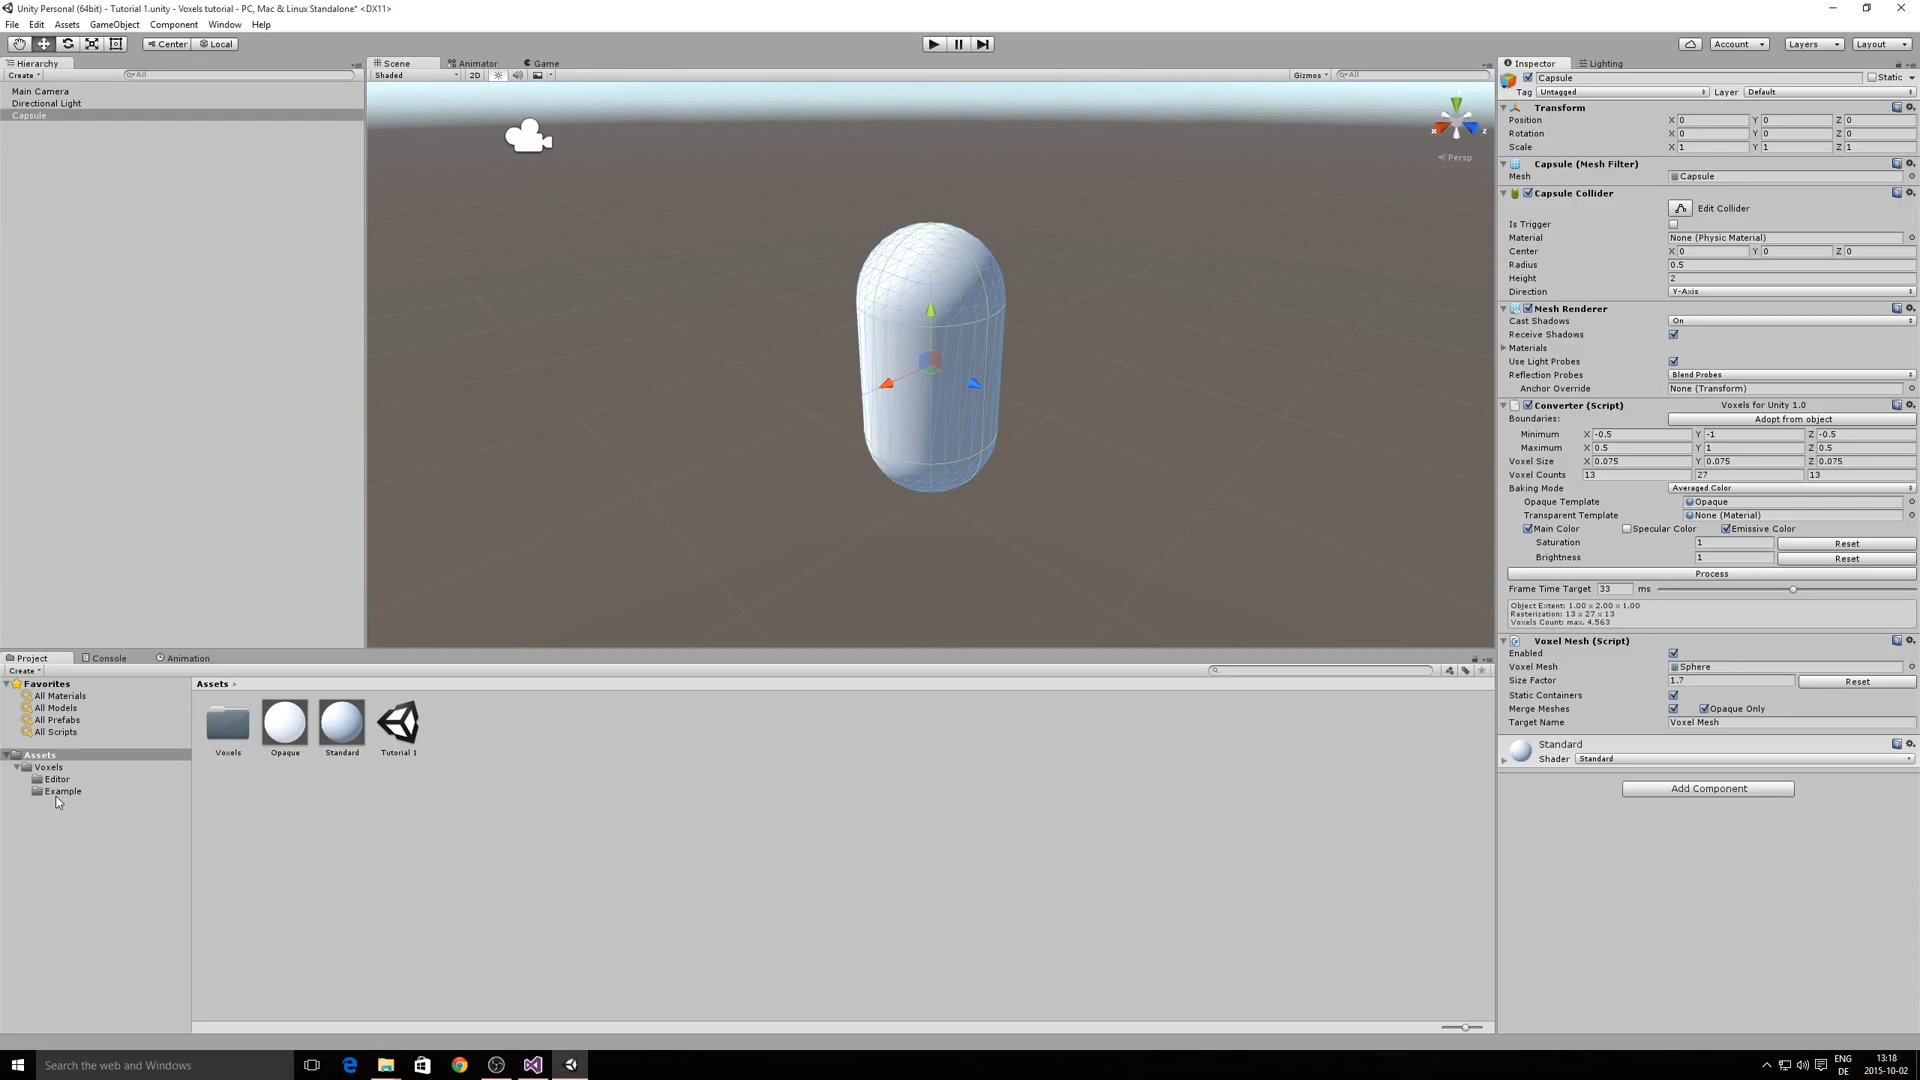 Unity Personal (64bit) - Tutorial 1.unity - Voxels tutorial - PC, Mac & Linux Standalone* <DX11>
File Edit Assets GameObject Component Window Help
Center Local Account Layers Layout
Hierarchy
Create All
Main Camera
Directional Light
Capsule
Scene Animator Game
Shaded 2D Gizmos All
x z
Persp
Inspector Lighting
Capsule Static
Tag Untagged Layer Default
Transform
Position X 0 Y 0 Z 0
Rotation X 0 Y 0 Z 0
Scale X 1 Y 1 Z 1
Capsule (Mesh Filter)
Mesh Capsule
Capsule Collider
Edit Collider
Is Trigger
Material None (Physic Material)
Center X 0 Y 0 Z 0
Radius 0.5
Height 2
Direction Y-Axis
Mesh Renderer
Cast Shadows On
Receive Shadows
Materials
Use Light Probes
Reflection Probes Blend Probes
Anchor Override None (Transform)
Converter (Script) Voxels for Unity 1.0
Boundaries: Adopt from object
Minimum X -0.5 Y -1 Z -0.5
Maximum X 0.5 Y 1 Z 0.5
Voxel Size X 0.075 Y 0.075 Z 0.075
Voxel Counts 13 27 13
Baking Mode Averaged Color
Opaque Template Opaque
Transparent Template None (Material)
Main Color Specular Color Emissive Color
Saturation 1 Reset
Brightness 1 Reset
Process
Frame Time Target 33 ms
Object Extent: 1.00 x 2.00 x 1.00
Rasterization: 13 x 27 x 13
Voxels Count: max. 4.563
Voxel Mesh (Script)
Enabled
Voxel Mesh Sphere
Size Factor 1.7 Reset
Static Containers
Merge Meshes Opaque Only
Target Name Voxel Mesh
Standard
Shader Standard
Add Component
Project Console Animation
Create
Favorites
All Materials
All Models
All Prefabs
All Scripts
Assets
Voxels
Editor
Example
Assets
Voxels Opaque Standard Tutorial 1
Search the web and Windows
ENG
DE
13:18
2015-10-02